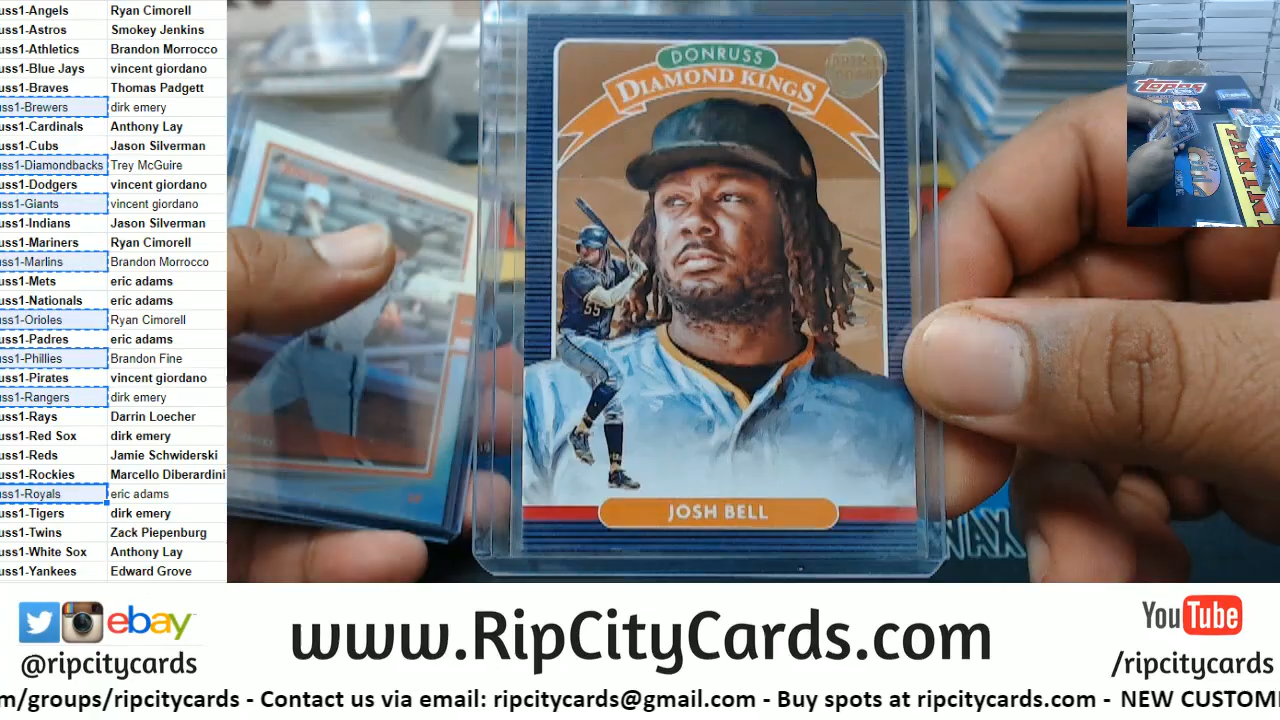 uss1-Angels Ryan Cimorell
uss1-Astros Smokey Jenkins
uss1-Athletics Brandon Morrocco
uss1-Blue Jays vincent giordano
uss1-Braves Thomas Padgett
uss1-Brewers dirk emery
uss1-Cardinals Anthony Lay
uss1-Cubs Jason Silverman
uss1-Diamondbacks Trey McGuire
uss1-Dodgers vincent giordano
uss1-Giants vincent giordano
uss1-Indians Jason Silverman
uss1-Mariners Ryan Cimorell
uss1-Marlins Brandon Morrocco
uss1-Mets eric adams
uss1-Nationals eric adams
uss1-Orioles Ryan Cimorell
uss1-Padres eric adams
uss1-Phillies Brandon Fine
uss1-Pirates vincent giordano
uss1-Rangers dirk emery
uss1-Rays Darrin Loecher
uss1-Red Sox dirk emery
uss1-Reds Jamie Schwiderski
uss1-Rockies Marcello Diberardini
uss1-Royals eric adams
uss1-Tigers dirk emery
uss1-Twins Zack Piepenburg
uss1-White Sox Anthony Lay
uss1-Yankees Edward Grove
DONRUSS
DIAMOND KINGS
55
JOSH BELL
WAX
Topps
PANINI
ebay
@ripcitycards
www.RipCityCards.com
YouTube
/ripcitycards
m/groups/ripcitycards - Contact us via email: ripcitycards@gmail.com - Buy spots at ripcitycards.com - NEW CUSTOME